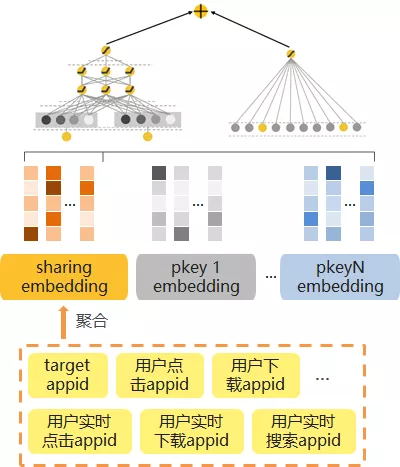 ...
...
...
sharing
embedding
pkey 1
embedding
...
pkeyN
embedding
聚合
target
appid
用户点
击appid
用户下
载appid
...
用户实时
点击appid
用户实时
下载appid
用户实时
搜索appid